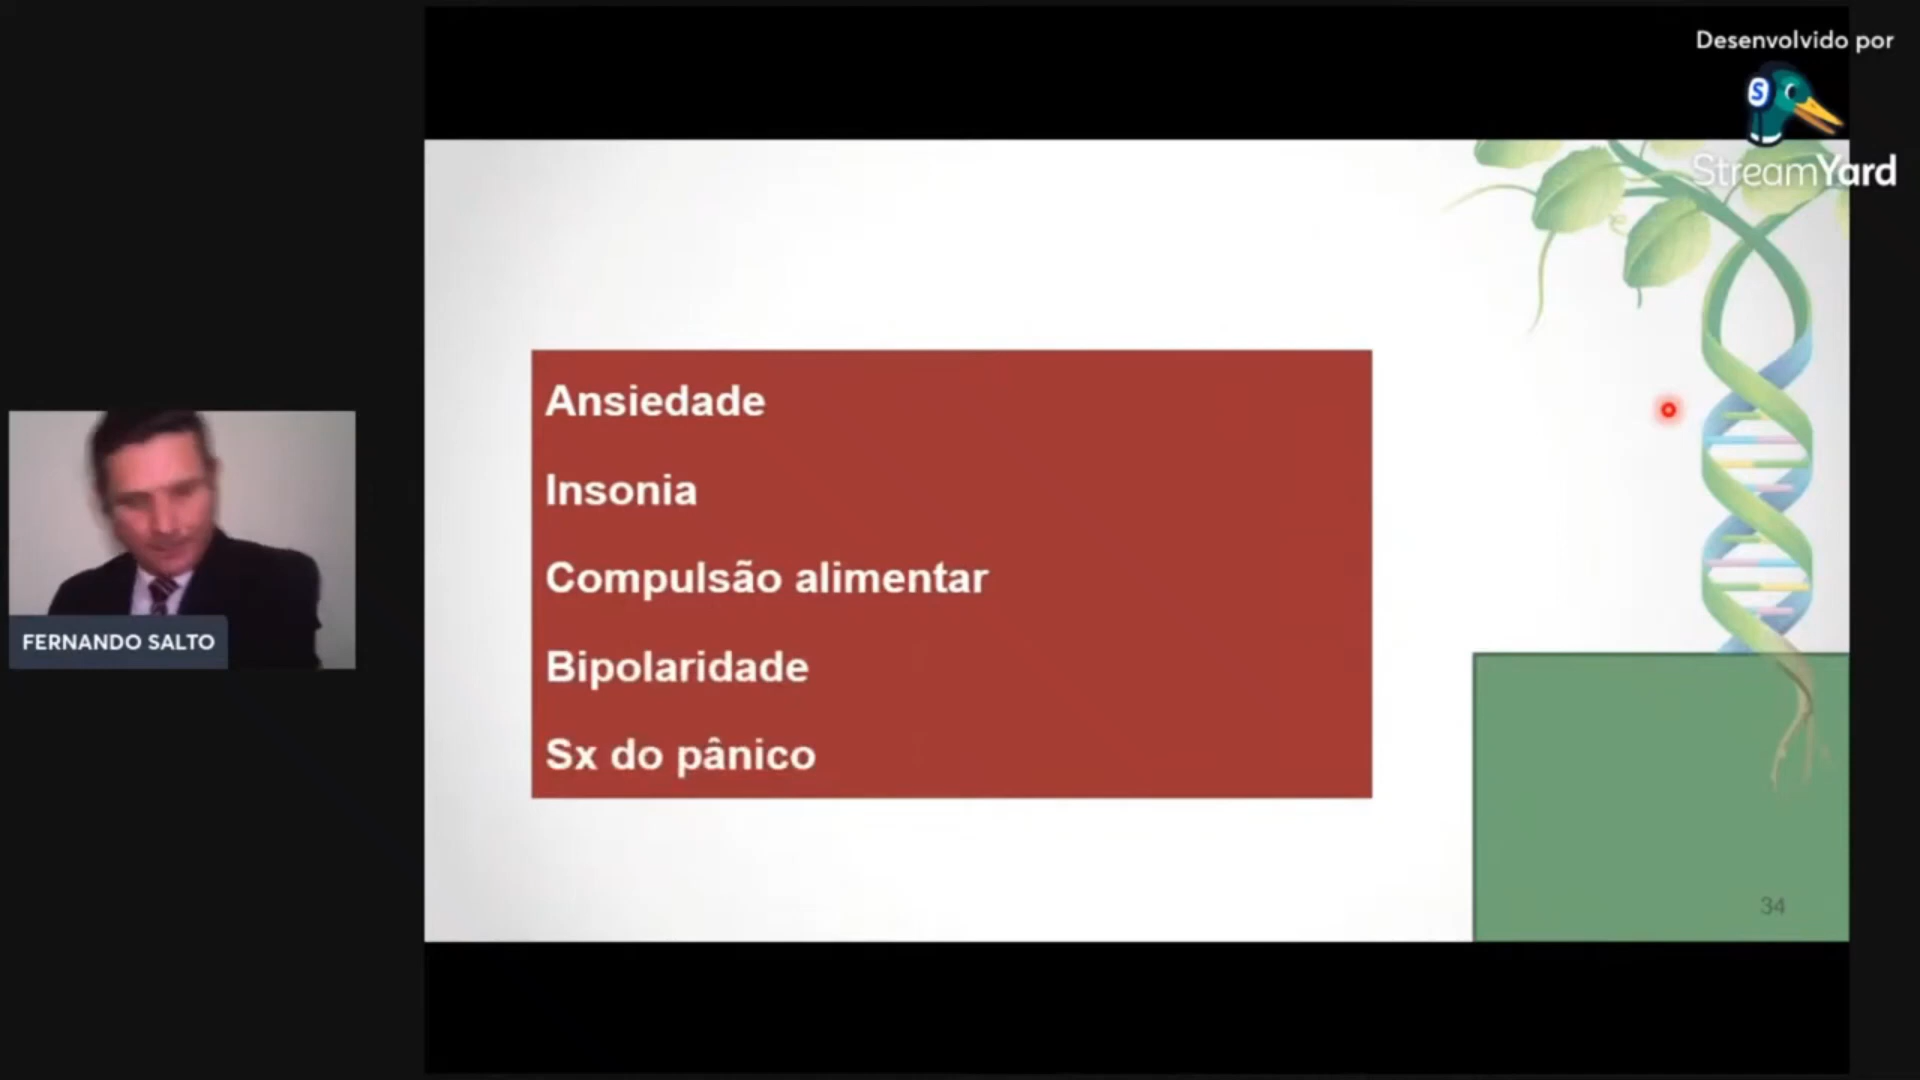 Desenvolvido por
S
StreamYard
Ansiedade
Insonia
Compulsão alimentar
Bipolaridade
Sx do pânico
FERNANDO SALTO
34